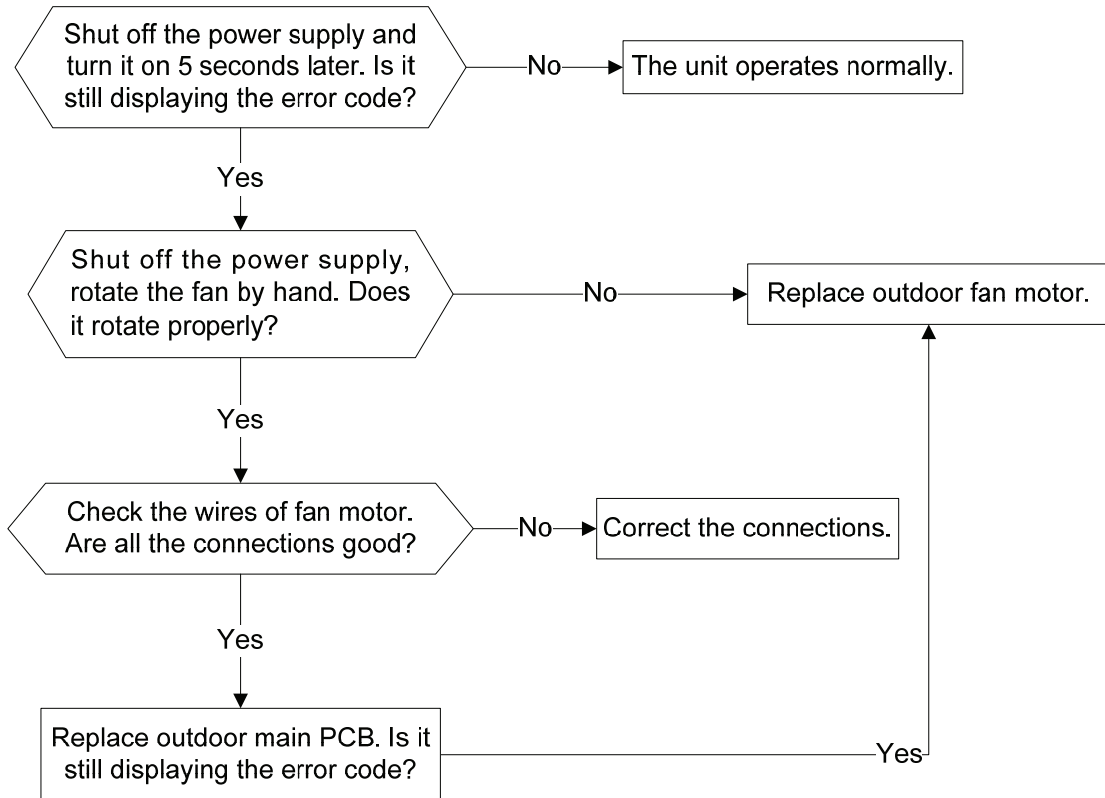 Shut off the power supply and
turn it on 5 seconds later. Is it
still displaying the error code?
No
The unit operates normally.
Yes
Shut off the power supply,
rotate the fan by hand. Does
it rotate properly?
No
Replace outdoor fan motor.
Yes
Check the wires of fan motor.
Are all the connections good?
No
Correct the connections.
Yes
Replace outdoor main PCB. Is it
still displaying the error code?
Yes